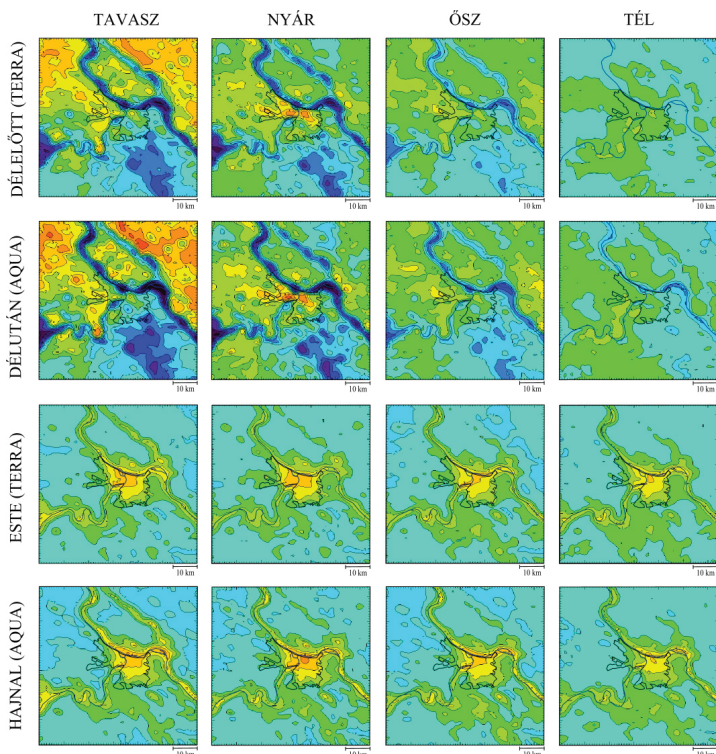 TAVASZ NYÁR ŐSZ TÉL
DÉLELŐTT (TERRA)
10 km 10 km 10 km 10 km
DÉLUTÁN (AQUA)
10 km 10 km 10 km 10 km
ESTE (TERRA)
10 km 10 km 10 km 10 km
HAJNAL (AQUA)
10 km 10 km 10 km 10 km